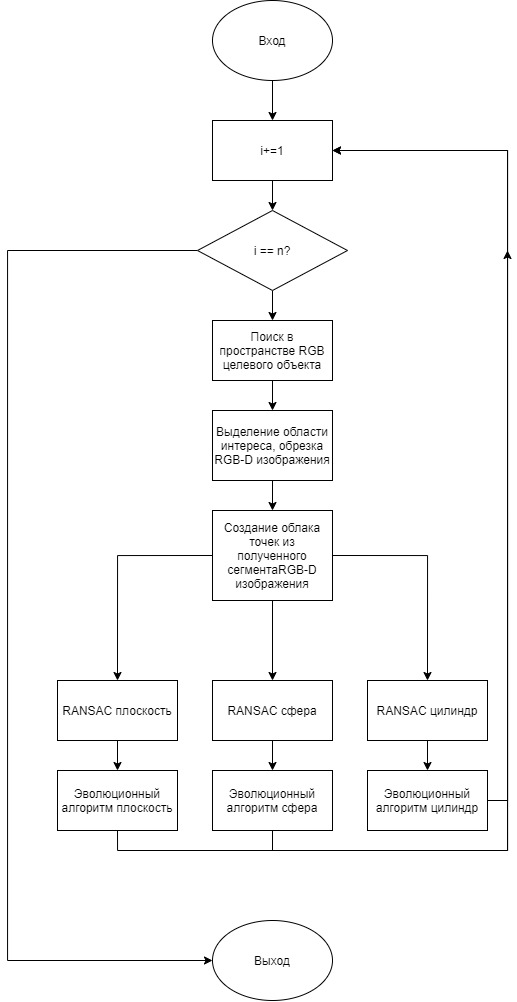 Вход
i+=1
i == n?
Поиск в
пространстве RGB
целевого объекта
Выделение области
интереса, обрезка
RGB-D изображения
Создание облака
точек из
полученного
сегментаRGB-D
изображения
RANSAC плоскость
RANSAC сфера
RANSAC цилиндр
Эволюционный
алгоритм плоскость
Эволюционный
алгоритм сфера
Эволюционный
алгоритм цилиндр
Выход